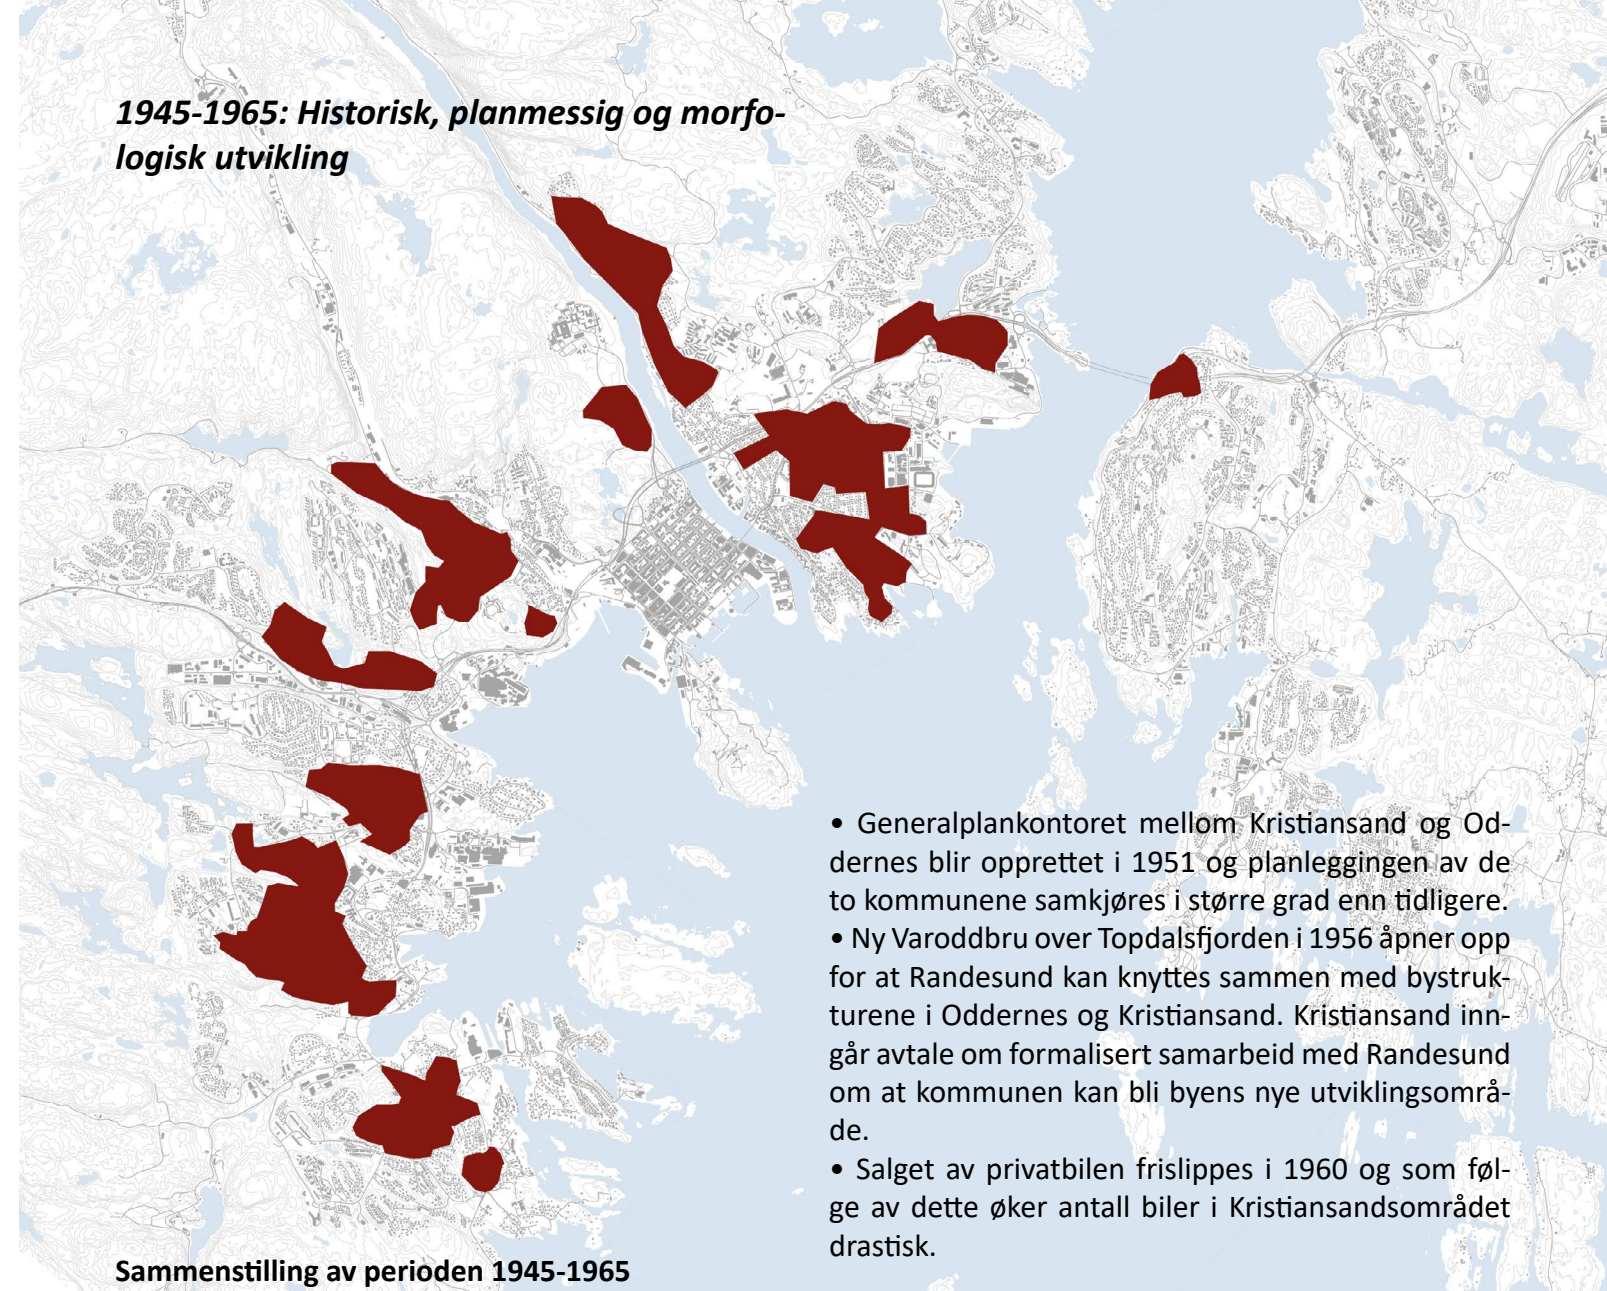 1945-1965: Historisk, planmessig og morfo-
logisk utvikling
• Generalplankontoret mellom Kristiansand og Od-
dernes blir opprettet i 1951 og planleggingen av de
to kommunene samkjøres i større grad enn tidligere.
• Ny Varoddbru over Topdalsfjorden i 1956 åpner opp
for at Randesund kan knyttes sammen med bystruk-
turene i Oddernes og Kristiansand. Kristiansand inn-
går avtale om formalisert samarbeid med Randesund
om at kommunen kan bli byens nye utviklingsområ-
de.
• Salget av privatbilen frislippes i 1960 og som føl-
ge av dette øker antall biler i Kristiansandsområdet
drastisk.
Sammenstilling av perioden 1945-1965